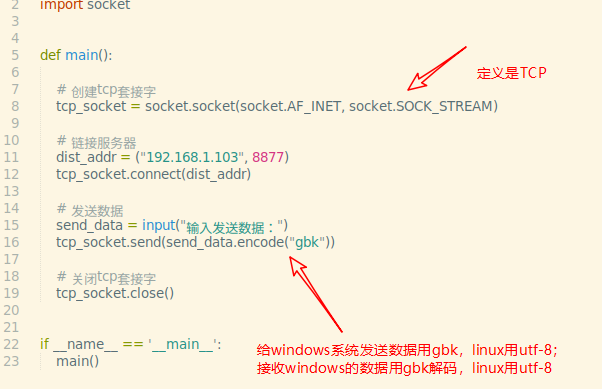 2 import socket
3
4
5 def main():
6
7 # 创建tcp套接字
8 tcp_socket = socket.socket(socket.AF_INET, socket.SOCK_STREAM)
定义是TCP
9
10 # 链接服务器
11 dist_addr = ("192.168.1.103", 8877)
12 tcp_socket.connect(dist_addr)
13
14 # 发送数据
15 send_data = input("输入发送数据：")
16 tcp_socket.send(send_data.encode("gbk"))
17
18 # 关闭tcp套接字
19 tcp_socket.close()
20
21
22 if __name__ == '__main__':
23 main()
给windows系统发送数据用gbk，linux用utf-8;
接收windows的数据用gbk解码，linux用utf-8